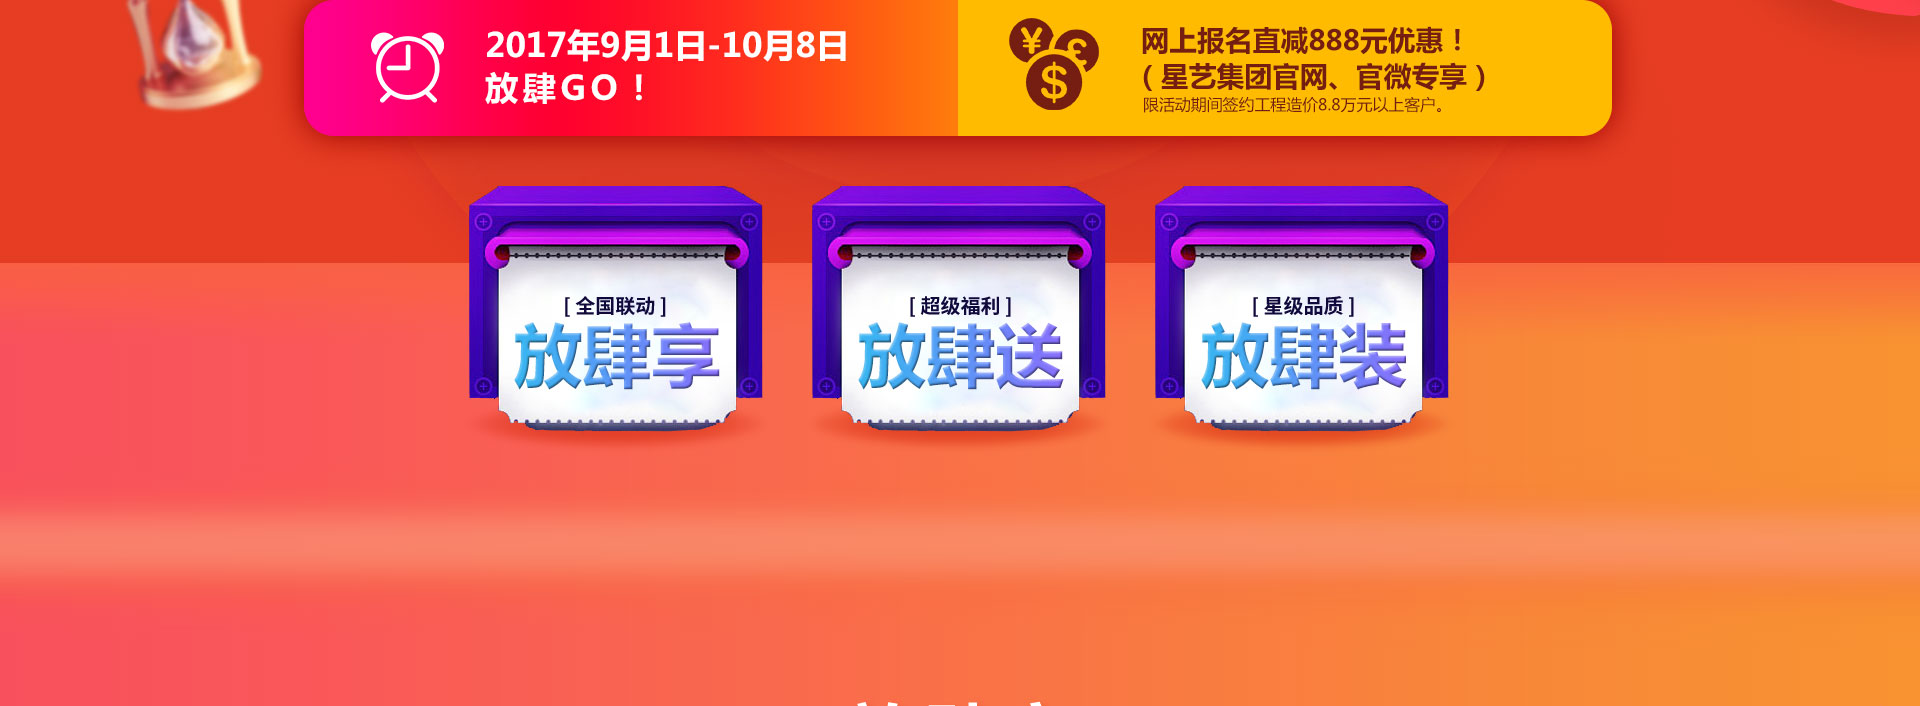 2017年9月1日-10月8日
放肆GO！
网上报名直减888元优惠！
（星艺集团官网、官微专享）
限活动期间签约工程造价8.8万元以上客户。
[ 全国联动 ]
放肆享
[ 超级福利 ]
放肆送
[ 星级品质 ]
放肆装